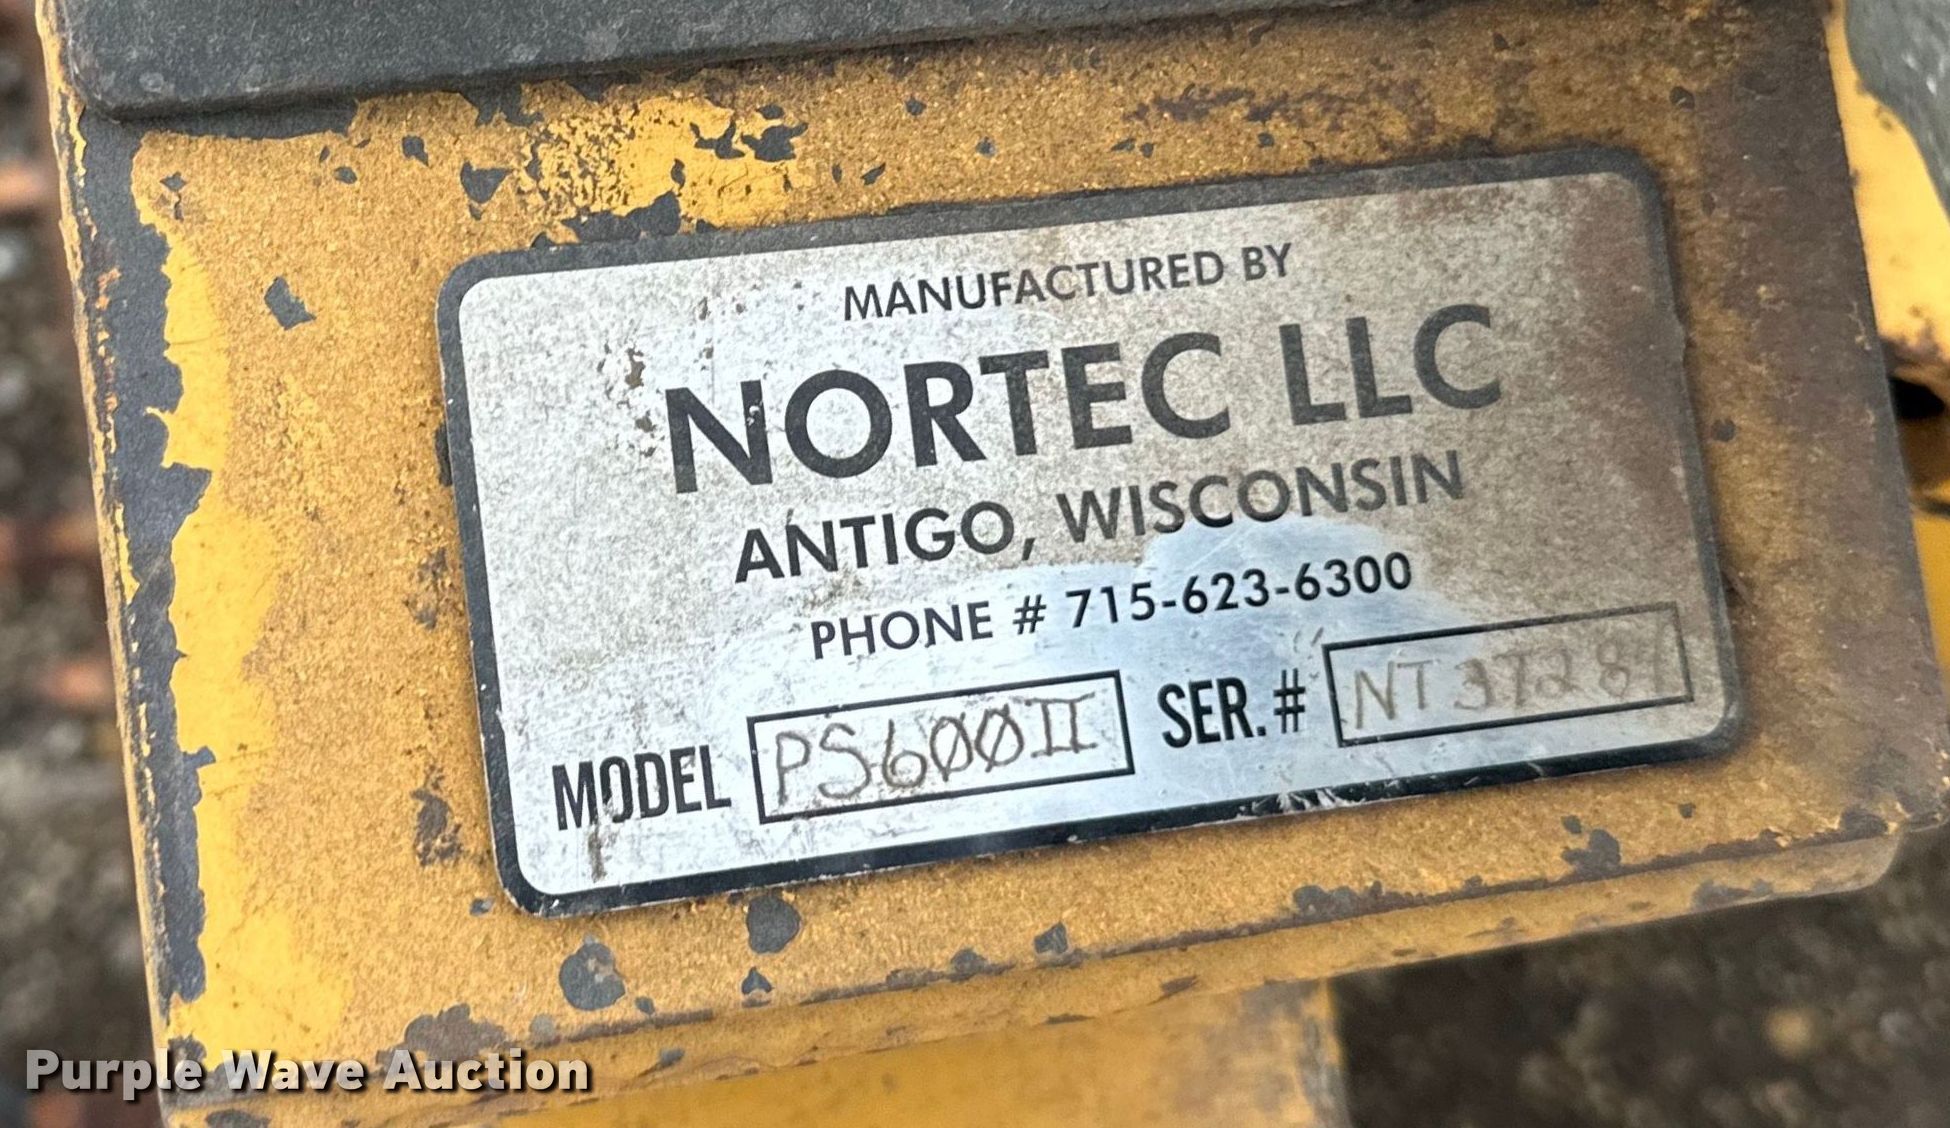 MANUFACTURED BY
NORTEC LLC
ANTIGO, WISCONSIN
PHONE # 715-623-6300
MODEL PS600II SER. #
Purple Wave Auction